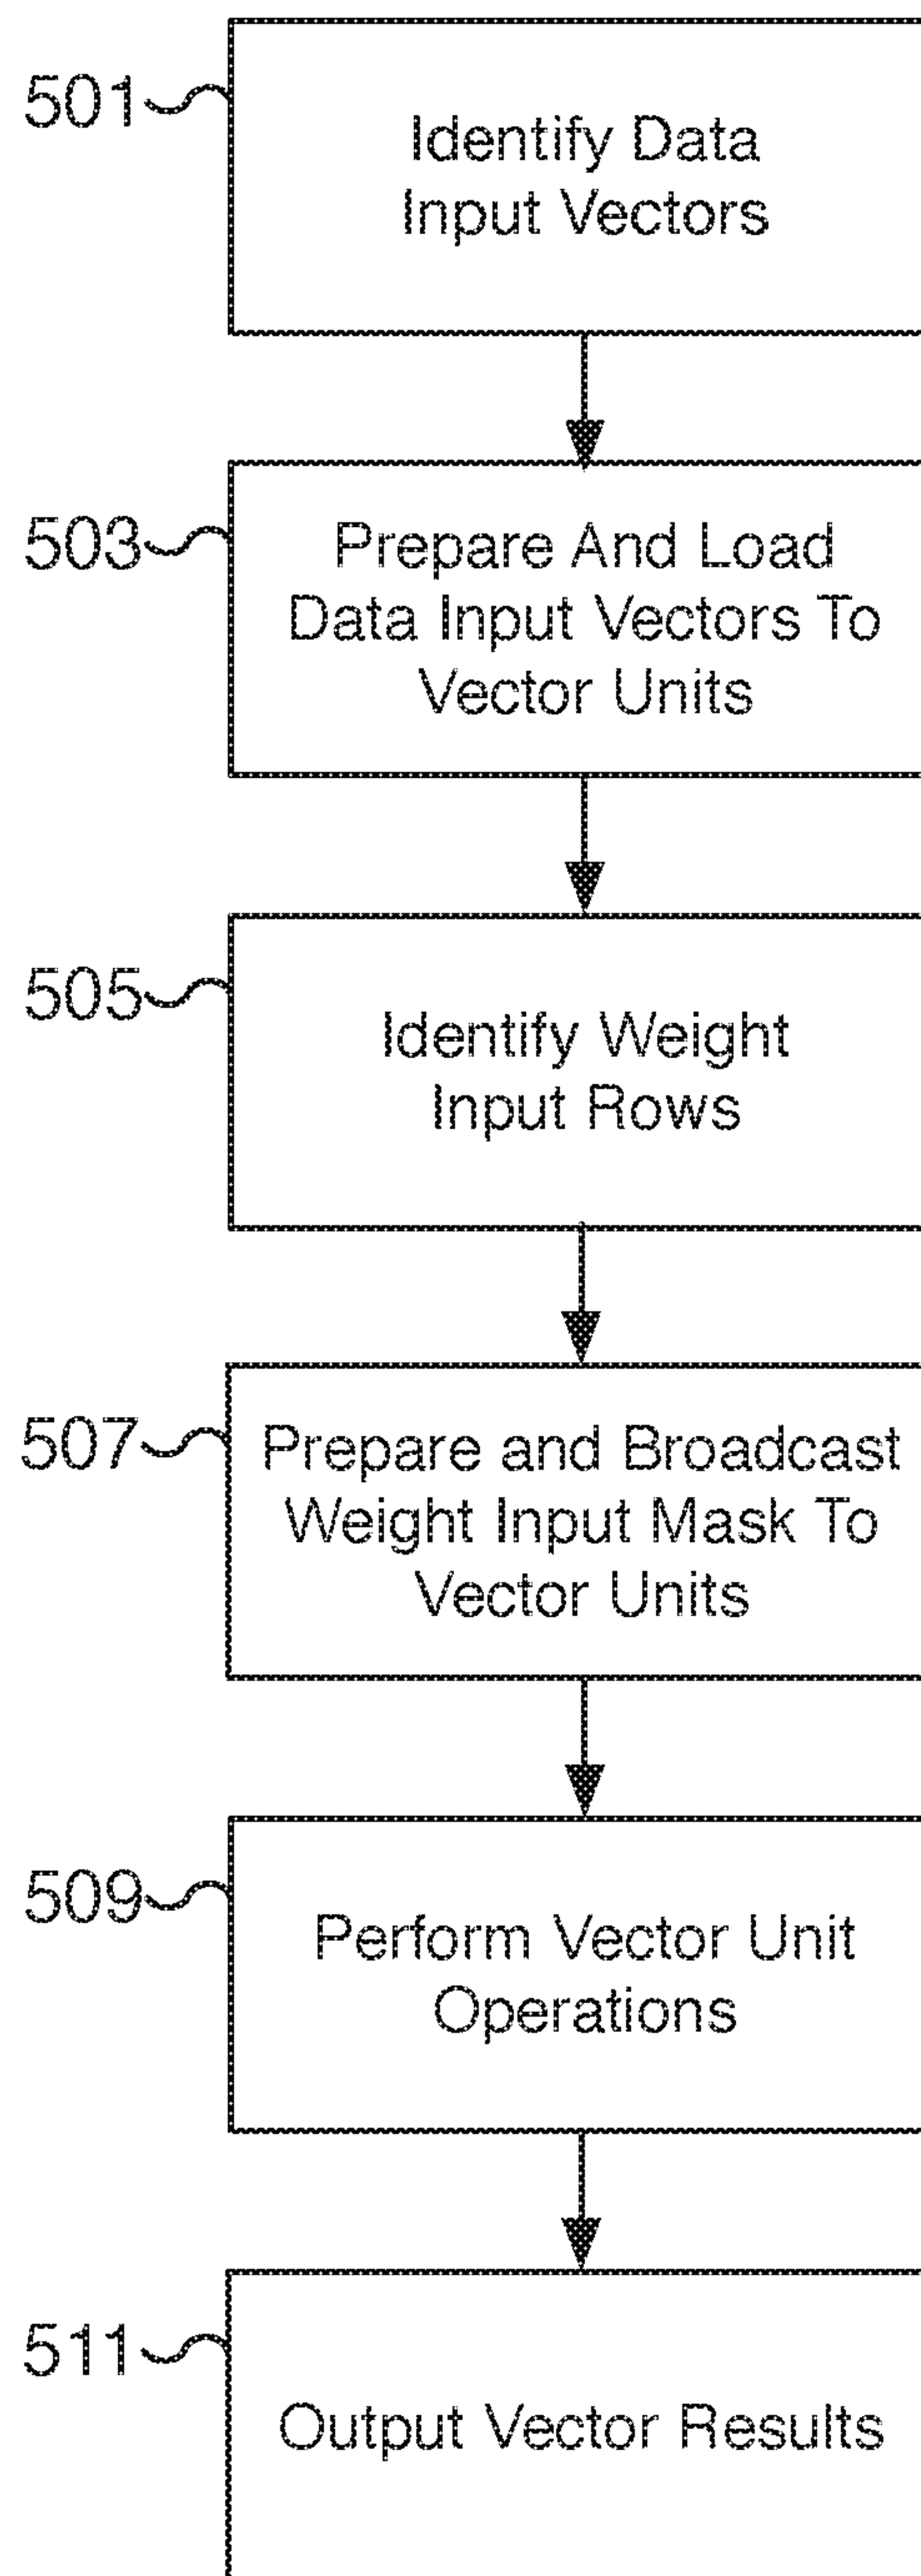 501
Identify Data
Input Vectors
503
Prepare And Load
Data Input Vectors To
Vector Units
505
Identify Weight
Input Rows
507
Prepare and Broadcast
Weight Input Mask To
Vector Units
509
Perform Vector Unit
Operations
511
Output Vector Results